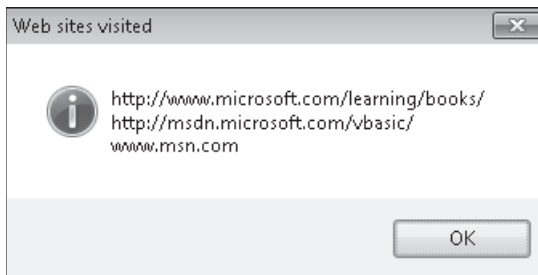 Web sites visited
http://www.microsoft.com/learning/books/
http://msdn.microsoft.com/vbasic/
www.msn.com
OK